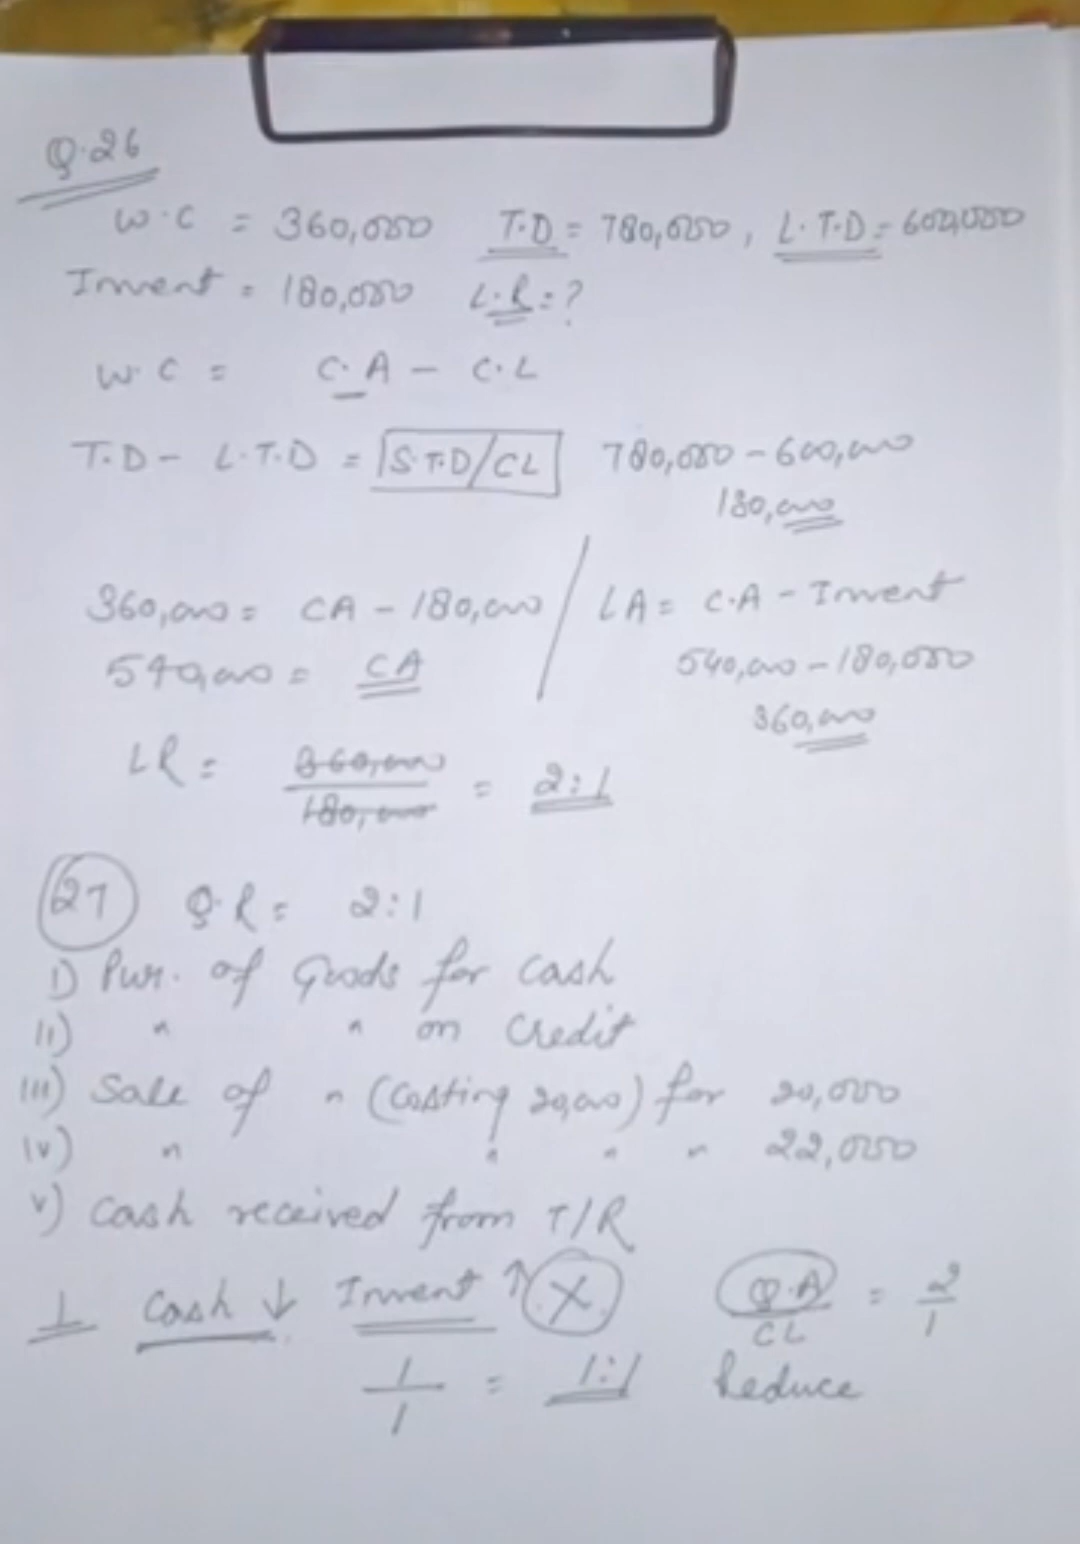 Q.26
W.C = 360,000 T.D = 780,000, L.T.D = 600,000
Invent = 180,000 L.R = ?
W.C = C.A - C.L
T.D - L.T.D = S.T.D/CL 780,000 - 600,000
180,000
360,000 = CA - 180,000 / LA = C.A - Invent
540,000 = CA 540,000 - 180,000
360,000
LR = 360,000 / 180,000 = 2:1
27 Q.R = 2:1
I) Pur. of Goods for Cash
II) " " on Credit
III) Sale of " (Costing 20,000) for 20,000
IV) " " " " 22,000
V) Cash received from T/R
I Cash ↓ Invent ↑ X Q.A / CL = 2 / 1
1 / 1 = 1:1 Reduce